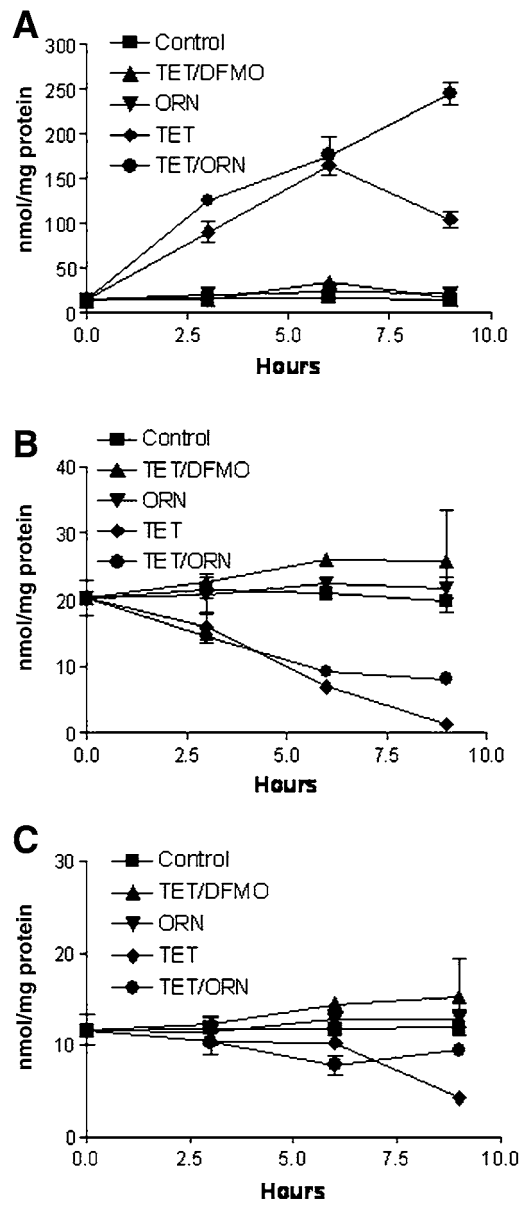 A
Control
TET/DFMO
ORN
TET
TET/ORN
300
250
200
150
100
50
0
nmol/mg protein
0.0 2.5 5.0 7.5 10.0
Hours
B
Control
TET/DFMO
ORN
TET
TET/ORN
40
30
20
10
0
nmol/mg protein
0.0 2.5 5.0 7.5 10.0
Hours
C
Control
TET/DFMO
ORN
TET
TET/ORN
30
20
10
0
nmol/mg protein
0.0 2.5 5.0 7.5 10.0
Hours